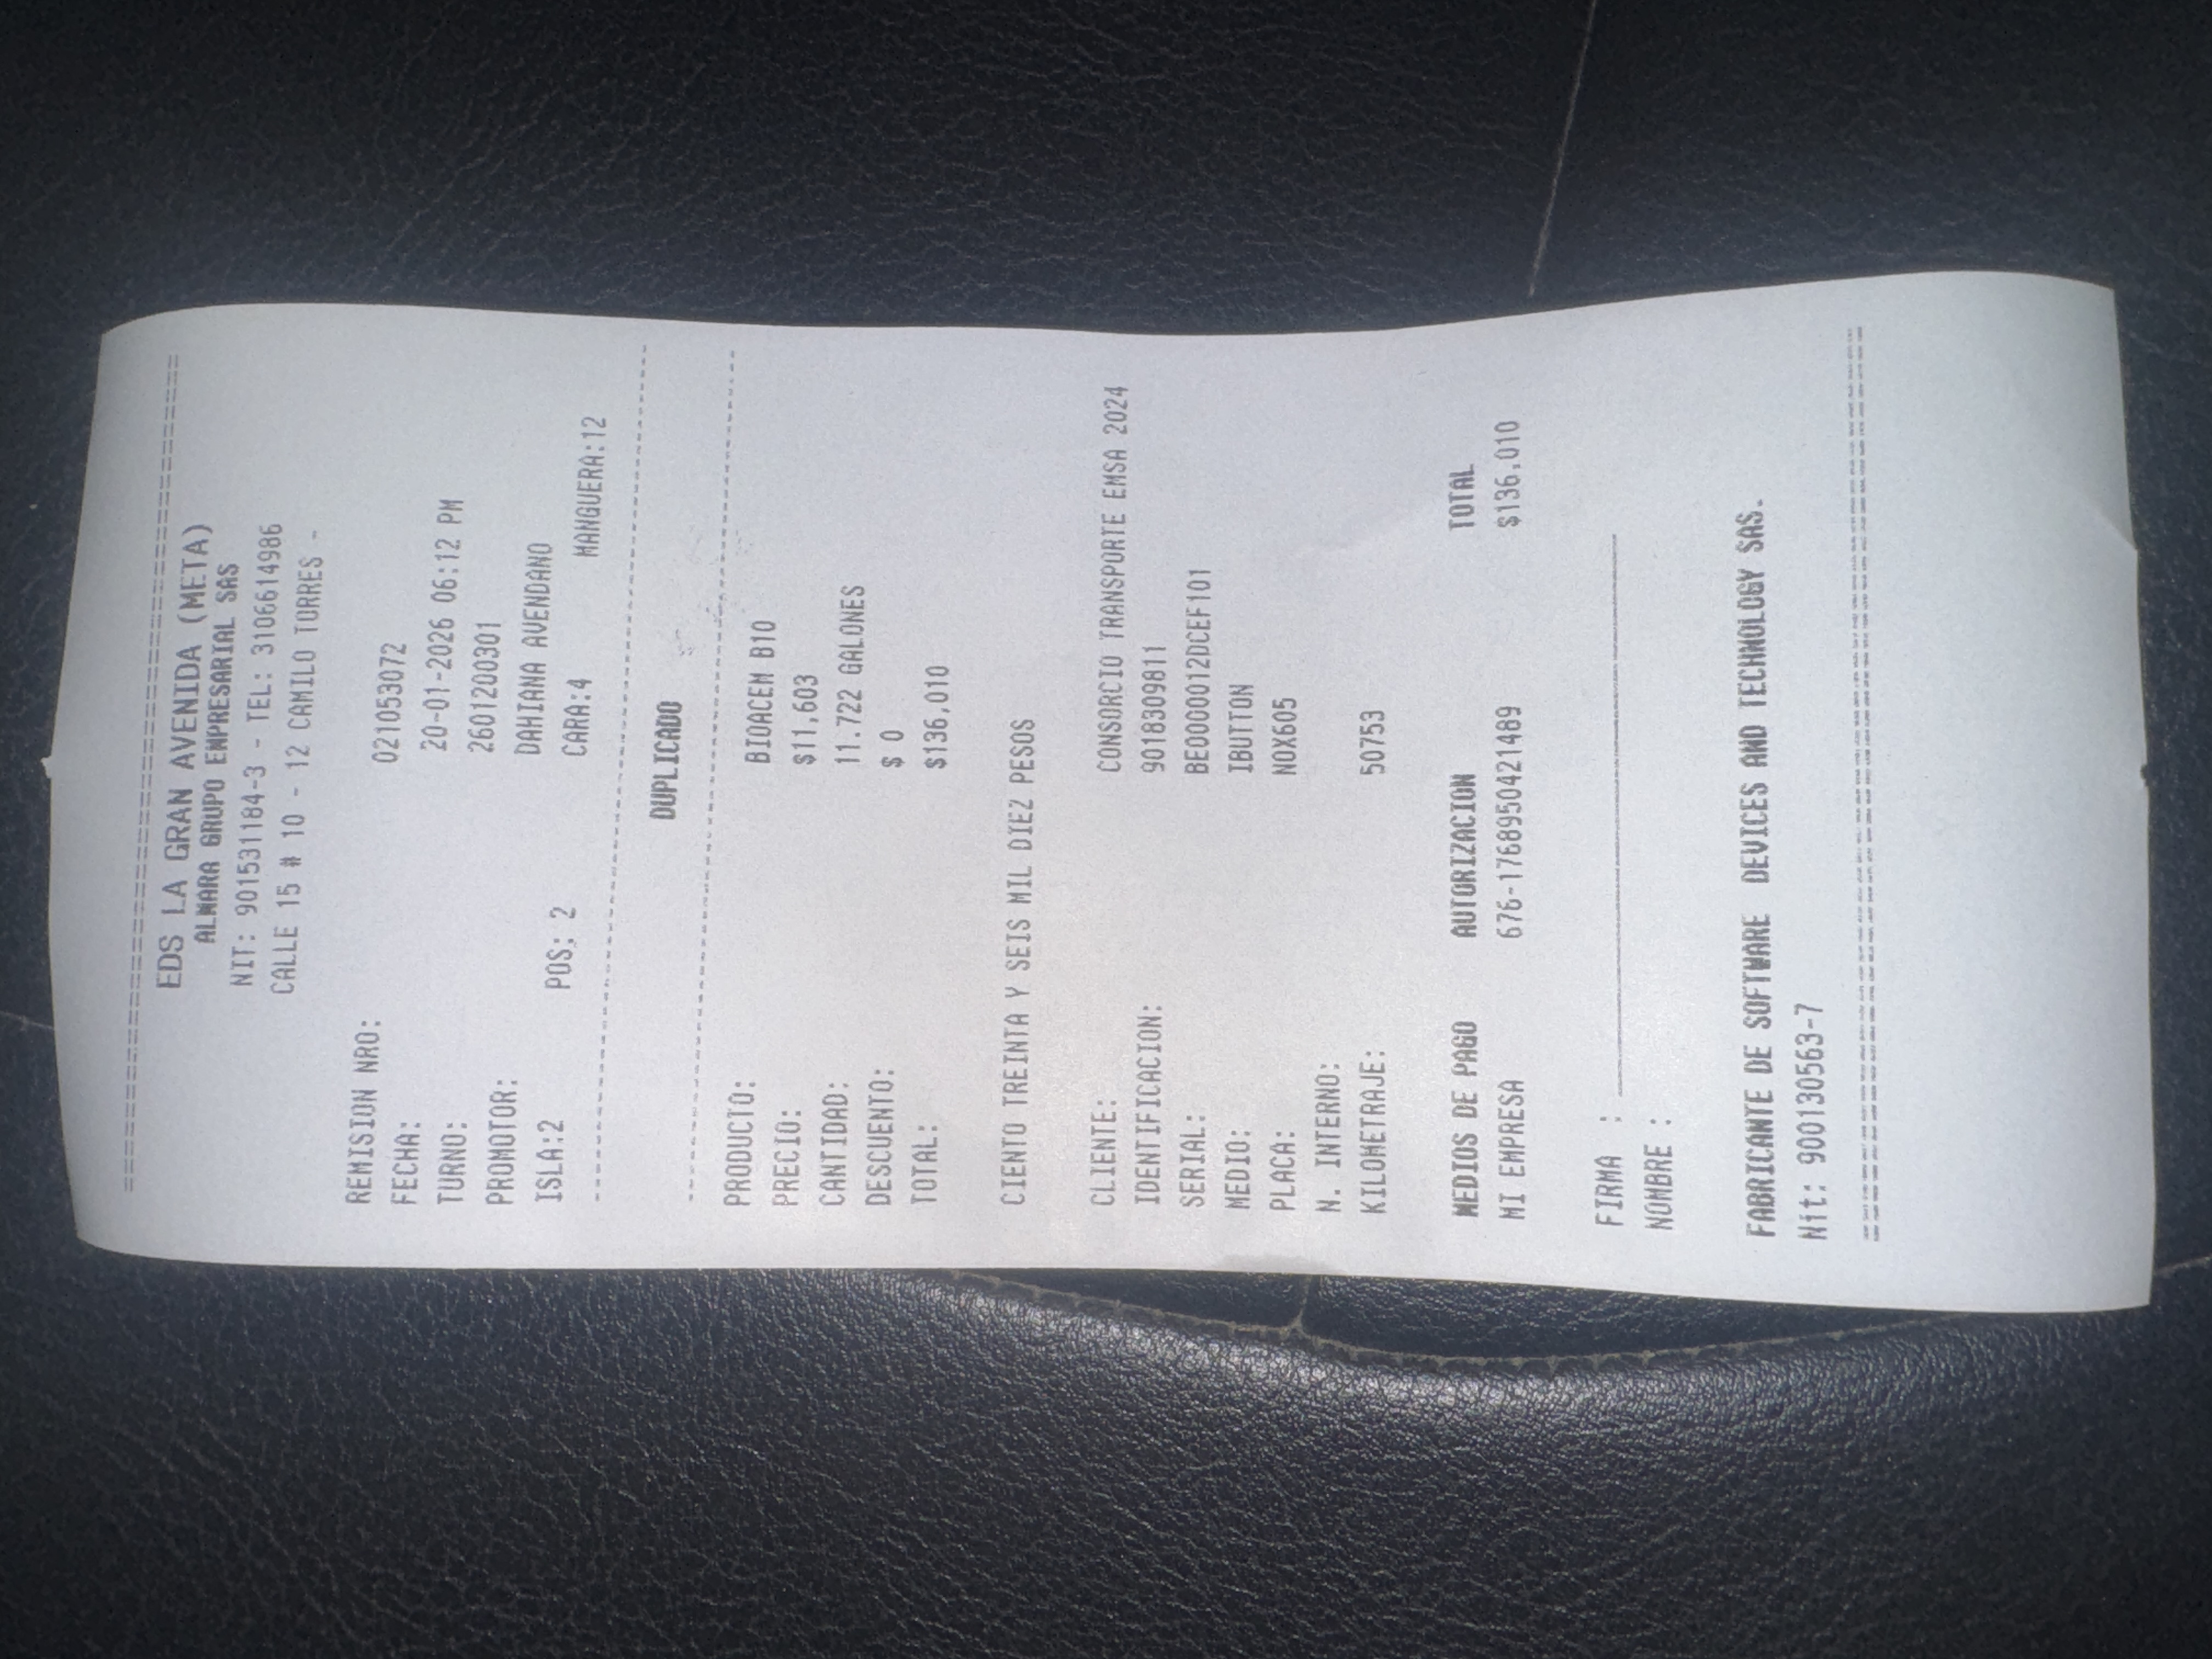 ================================================
EDS LA GRAN AVENIDA (META)
ALMARA GRUPO EMPRESARIAL SAS
NIT: 901531184-3 - TEL: 3106614986
CALLE 15 # 10 - 12 CAMILO TORRES -
REMISION NRO: 021053072
FECHA: 20-01-2026 06:12 PM
TURNO: 2601200301
PROMOTOR: DAHIANA AVENDANO
ISLA:2 POS: 2 CARA:4 MANGUERA:12
------------------------------------------------
DUPLICADO
------------------------------------------------
PRODUCTO: BIOACEM B10
PRECIO: $11,603
CANTIDAD: 11.722 GALONES
DESCUENTO: $ 0
TOTAL: $136,010
CIENTO TREINTA Y SEIS MIL DIEZ PESOS
CLIENTE: CONSORCIO TRANSPORTE EMSA 2024
IDENTIFICACION: 9018309811
SERIAL: BE0000012DCEF101
MEDIO: IBUTTON
PLACA: NOX605
N. INTERNO:
KILOMETRAJE: 50753
MEDIOS DE PAGO AUTORIZACION TOTAL
MI EMPRESA 676-1768950421489 $136,010
FIRMA : ______________________________
NOMBRE :
FABRICANTE DE SOFTWARE DEVICES AND TECHNOLOGY SAS.
Nit: 900130563-7
================================================